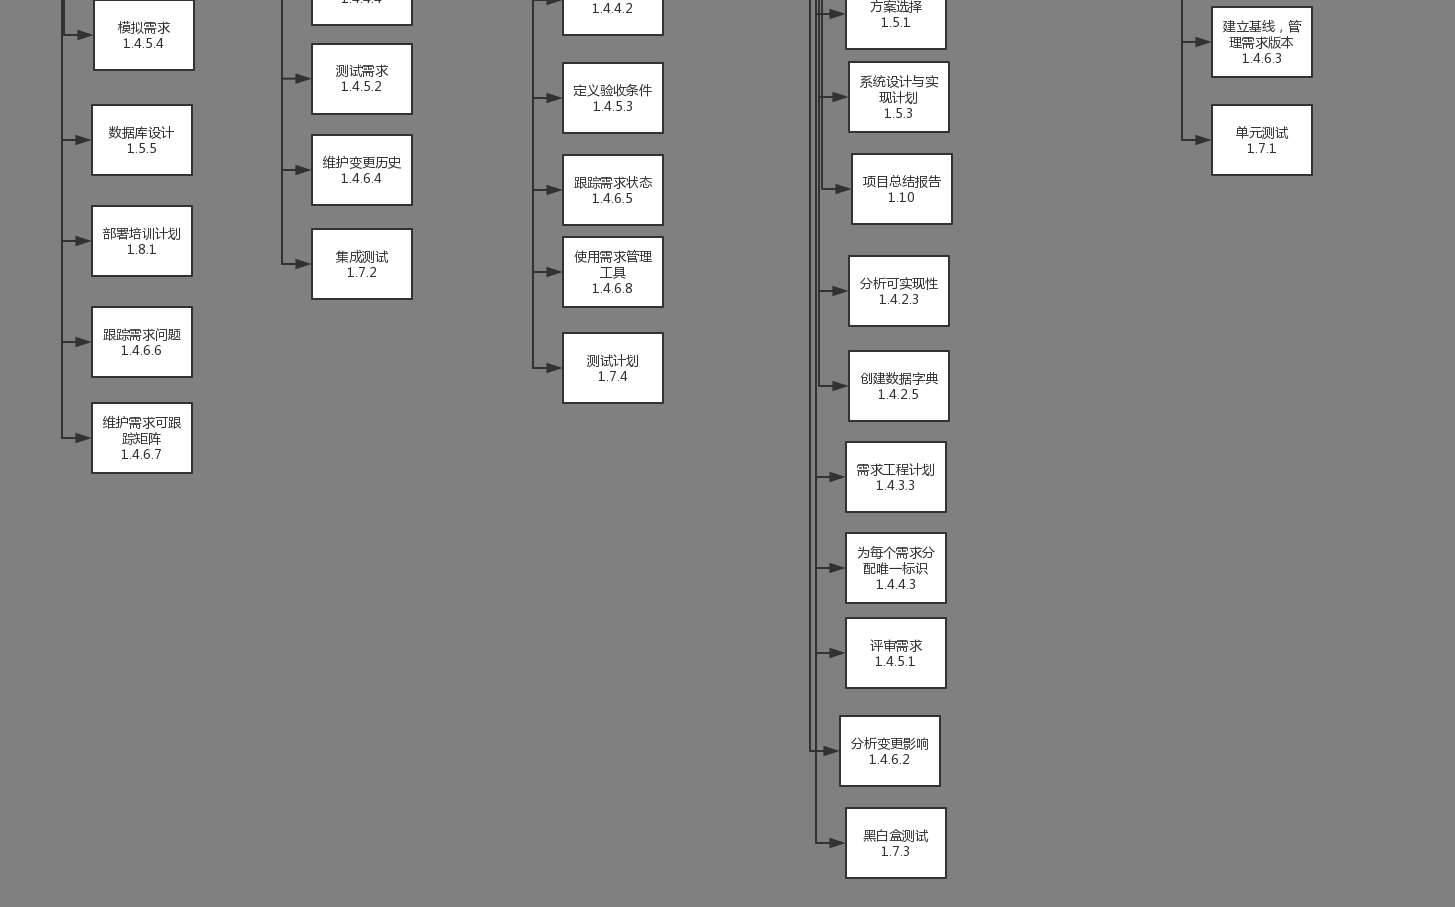 模拟需求
1.4.5.4
数据库设计
1.5.5
部署培训计划
1.8.1
跟踪需求问题
1.4.6.6
维护需求可跟
踪矩阵
1.4.6.7
测试需求
1.4.5.2
维护变更历史
1.4.6.4
集成测试
1.7.2
1.4.4.2
定义验收条件
1.4.5.3
跟踪需求状态
1.4.6.5
使用需求管理
工具
1.4.6.8
测试计划
1.7.4
方案选择
1.5.1
系统设计与实
现计划
1.5.3
项目总结报告
1.10
分析可实现性
1.4.2.3
创建数据字典
1.4.2.5
需求工程计划
1.4.3.3
为每个需求分
配唯一标识
1.4.4.3
评审需求
1.4.5.1
分析变更影响
1.4.6.2
黑白盒测试
1.7.3
建立基线，管
理需求版本
1.4.6.3
单元测试
1.7.1